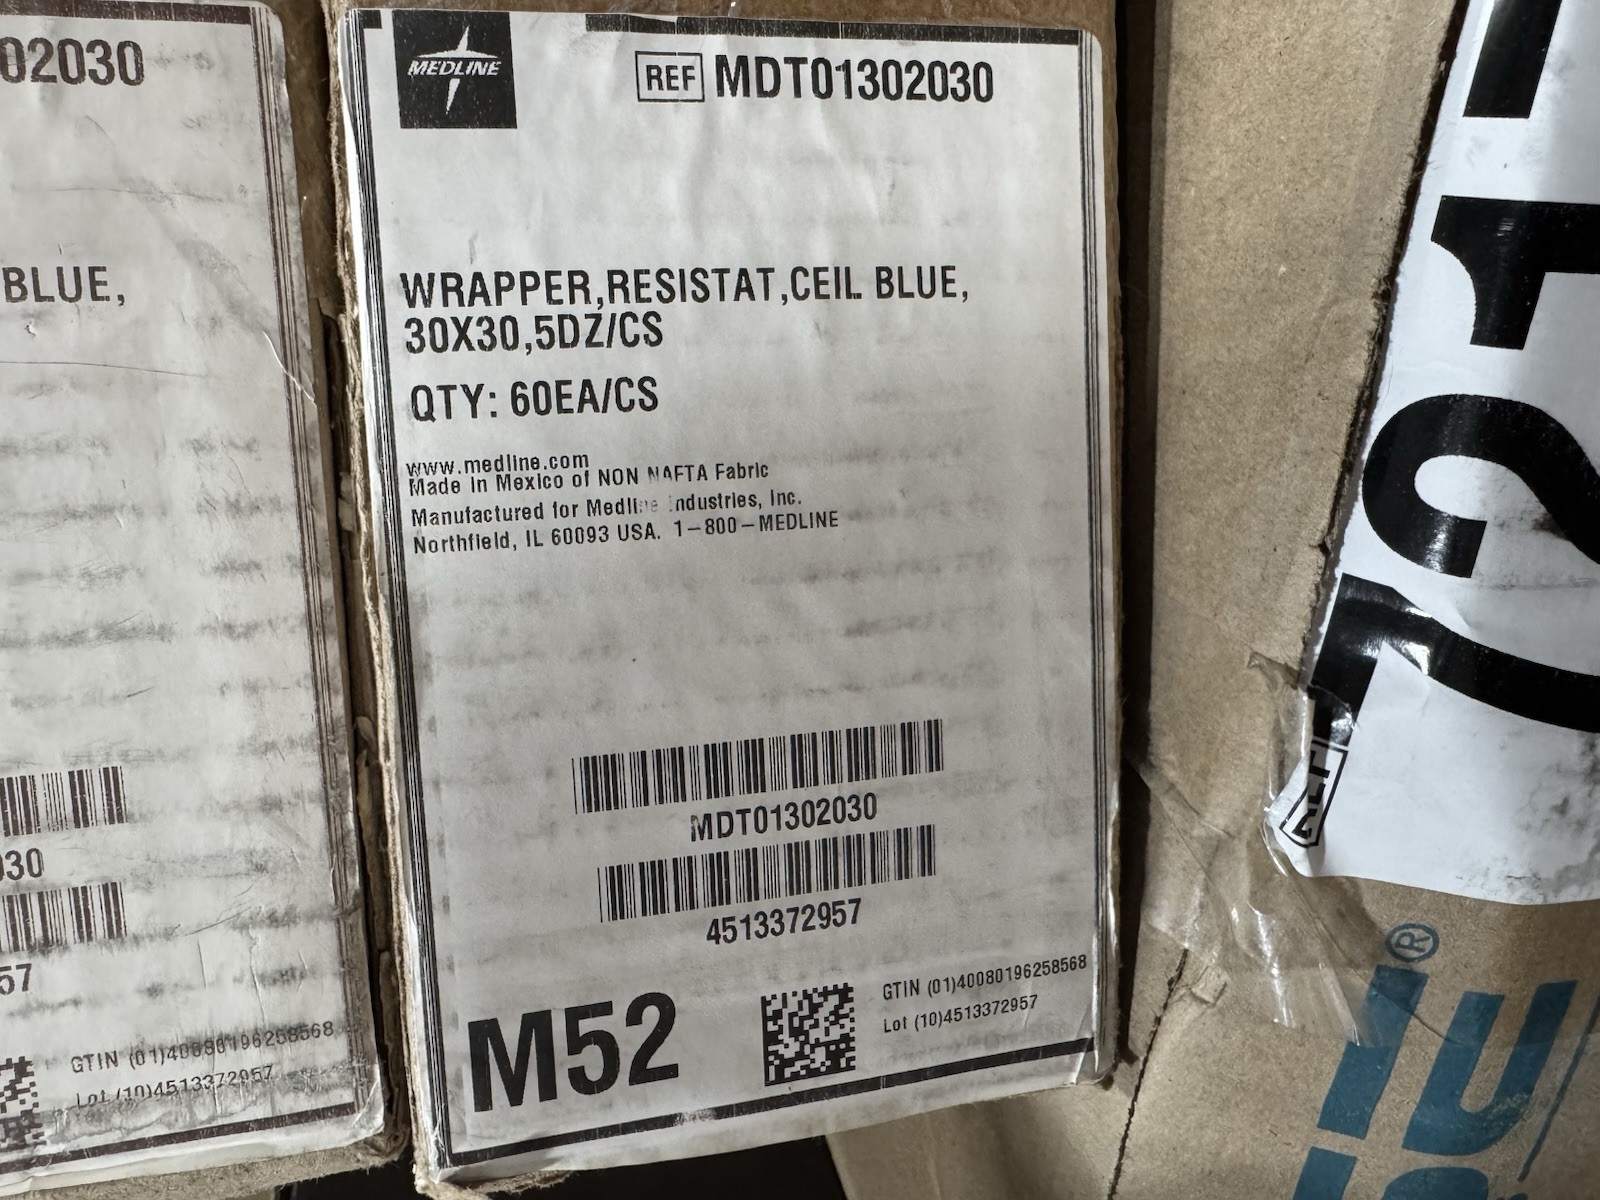 02030
BLUE,
030
57
GTIN (01)40080196258568
Lot (10)4513372957
MEDLINE
REF MDT01302030
WRAPPER,RESISTAT,CEIL BLUE,
30X30,5DZ/CS
QTY: 60EA/CS
www.medline.com
Made in Mexico of NON NAFTA Fabric
Manufactured for Medline Industries, Inc.
Northfield, IL 60093 USA. 1-800-MEDLINE
MDT01302030
4513372957
M52
GTIN (01)40080196258568
Lot (10)4513372957
REF